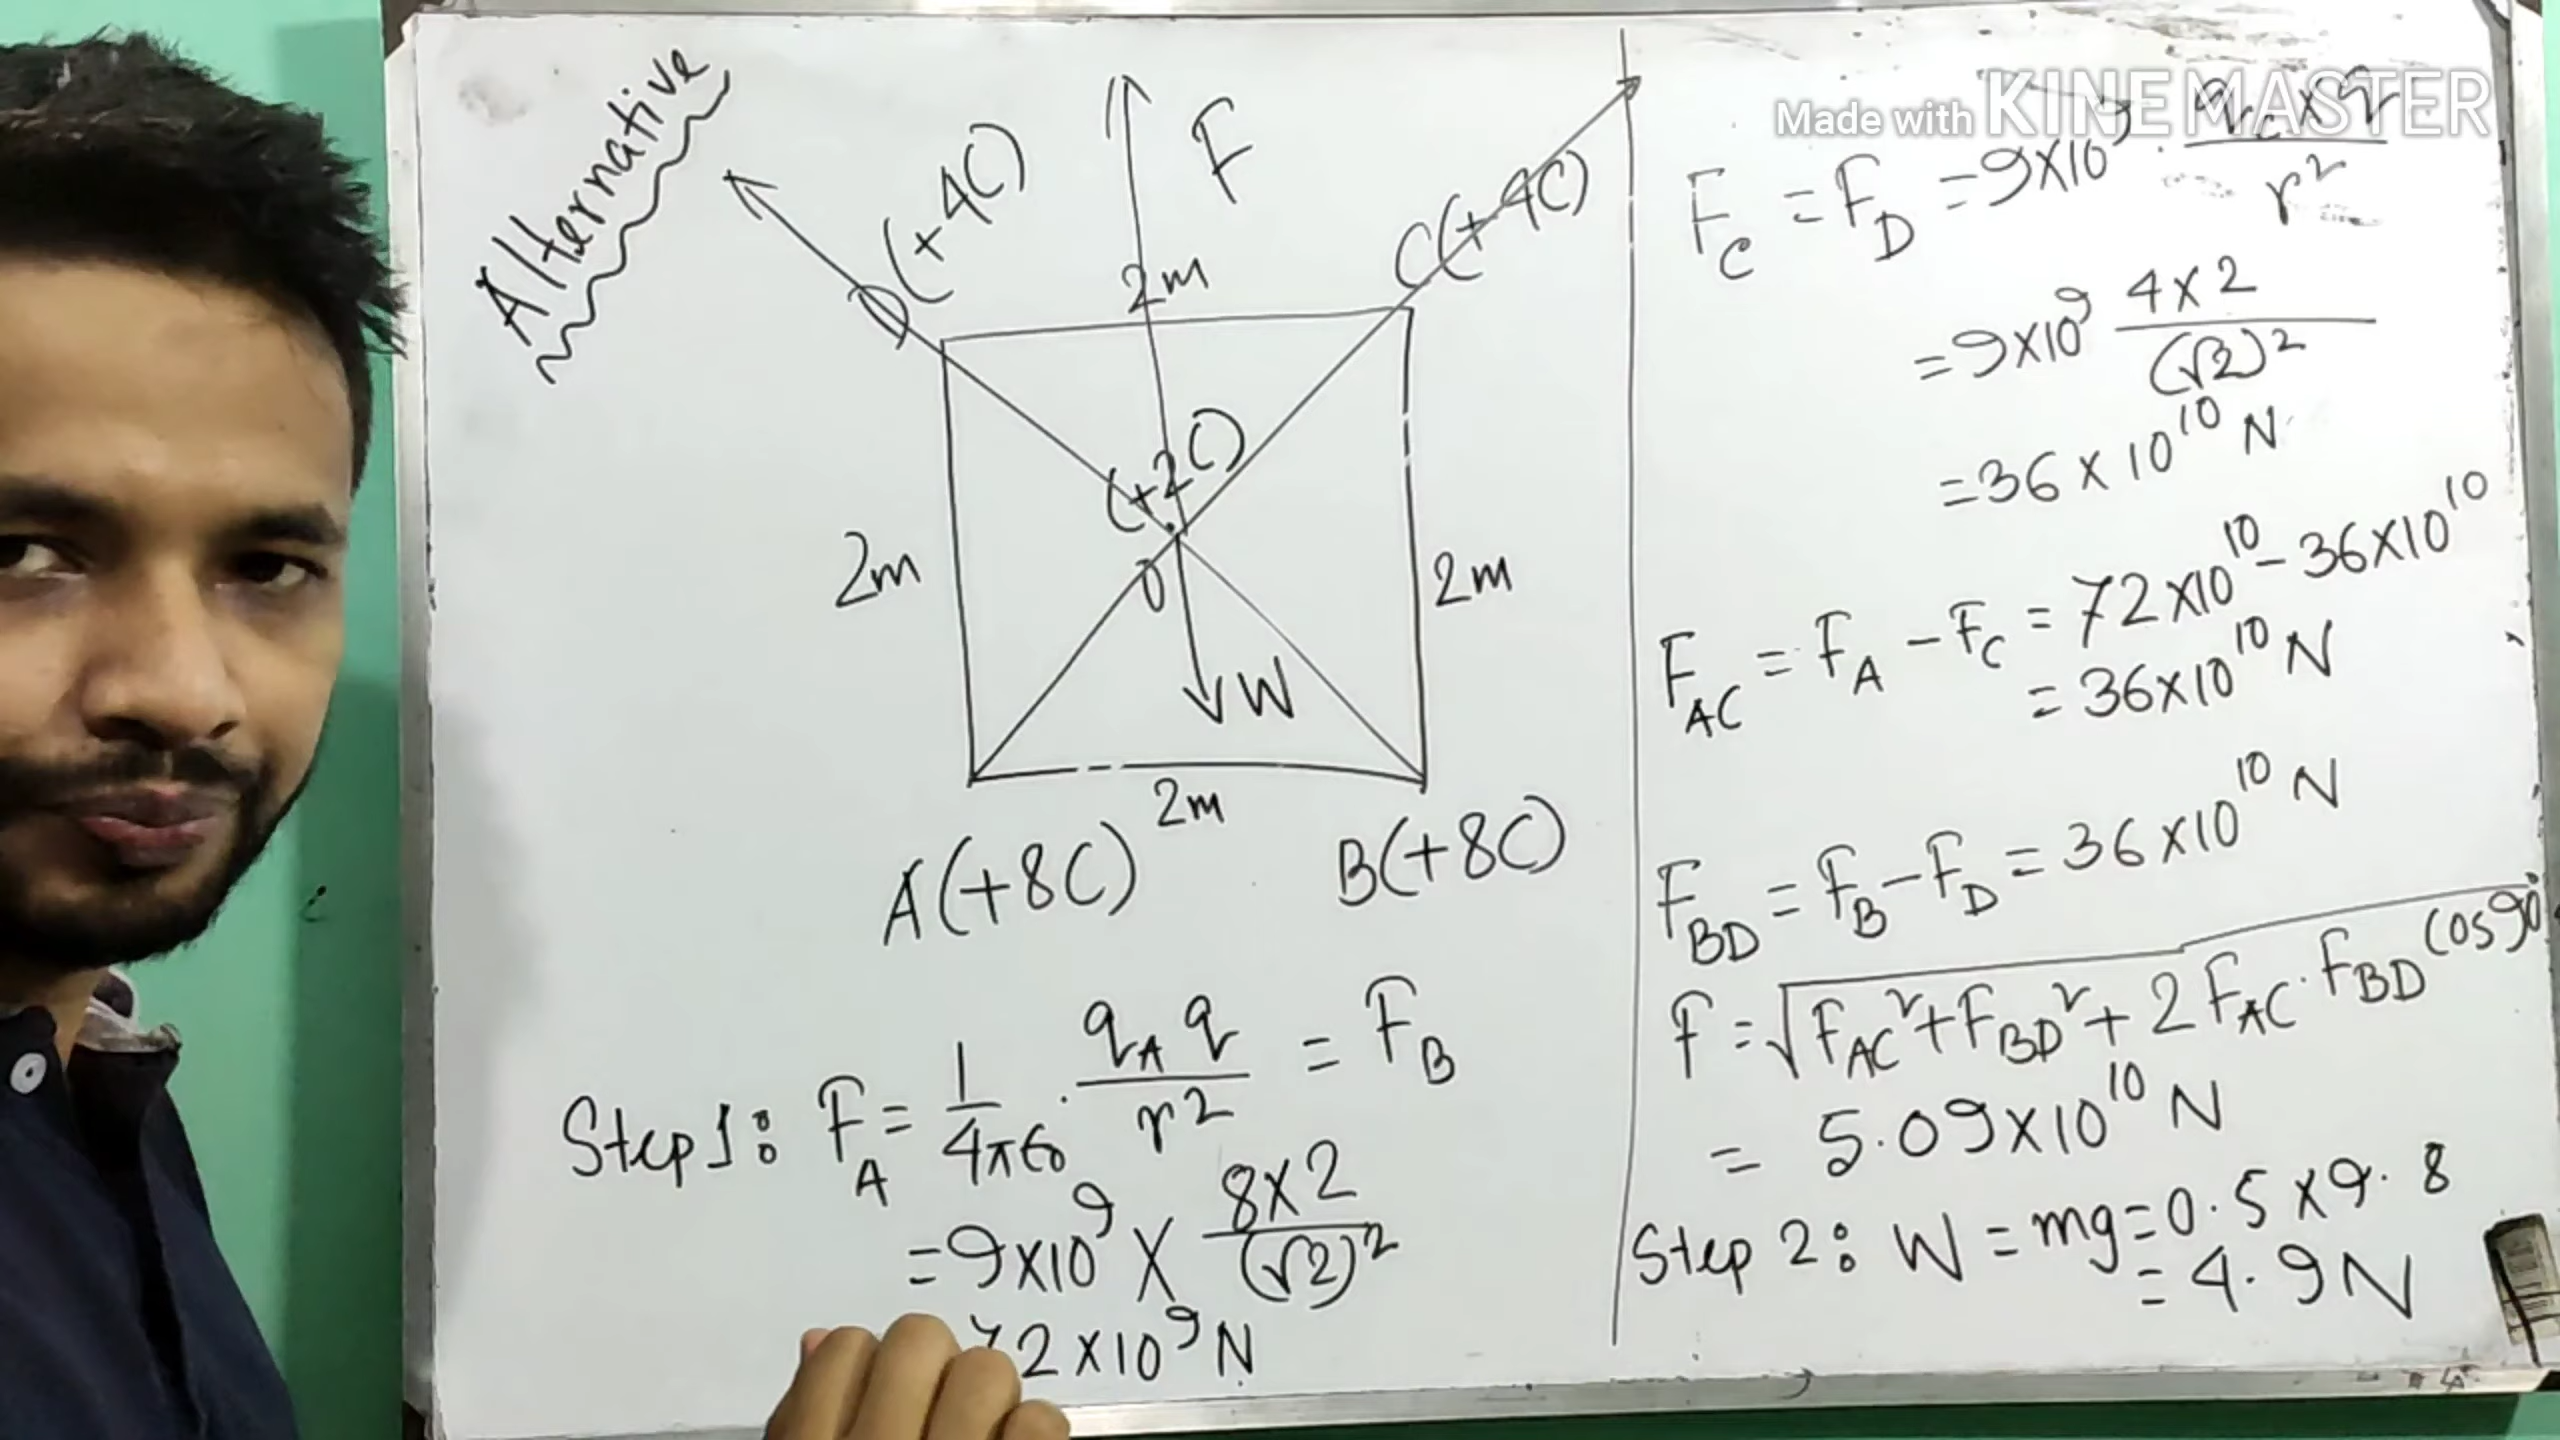 Alternative
F
D(+4C)
C(+4C)
2m
(+2C)
O
2m
2m
W
2m
A(+8C)
B(+8C)
Step 1: F_A = 1/4πϵ₀ · q_A q/r² = F_B
= 9×10⁹ × 8×2/(√2)²
72×10⁹ N
Made with KINEMASTER
F_C = F_D = 9×10⁹ · q_c × q/r²
= 9×10⁹ 4×2/(√2)²
= 36×10¹⁰ N
F_AC = F_A − F_C = 72×10¹⁰ − 36×10¹⁰
= 36×10¹⁰ N
F_BD = F_B − F_D = 36×10¹⁰ N
F = √F_AC² + F_BD² + 2 F_AC · F_BD cos90°
= 5.09×10¹⁰ N
Step 2: W = mg = 0.5×9.8
= 4.9 N